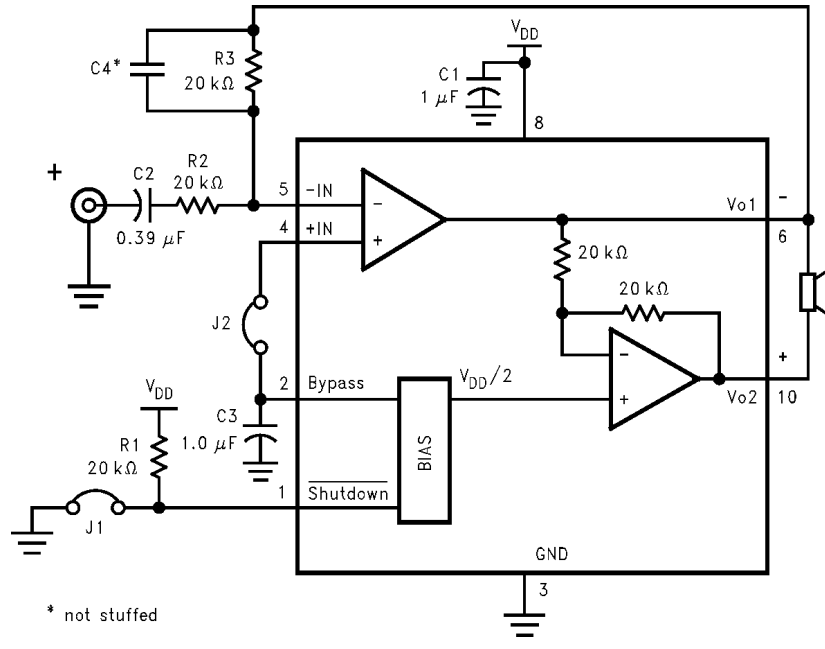 V_DD
C4*
R3
20 kΩ
C1
1 µF
8
+
C2
R2
20 kΩ
0.39 µF
5
-IN
4
+IN
-
+
Vo1
-
6
20 kΩ
20 kΩ
J2
2
Bypass
V_DD/2
-
+
+
Vo2
10
V_DD
C3
1.0 µF
R1
20 kΩ
BIAS
1
Shutdown
J1
GND
3
* not stuffed